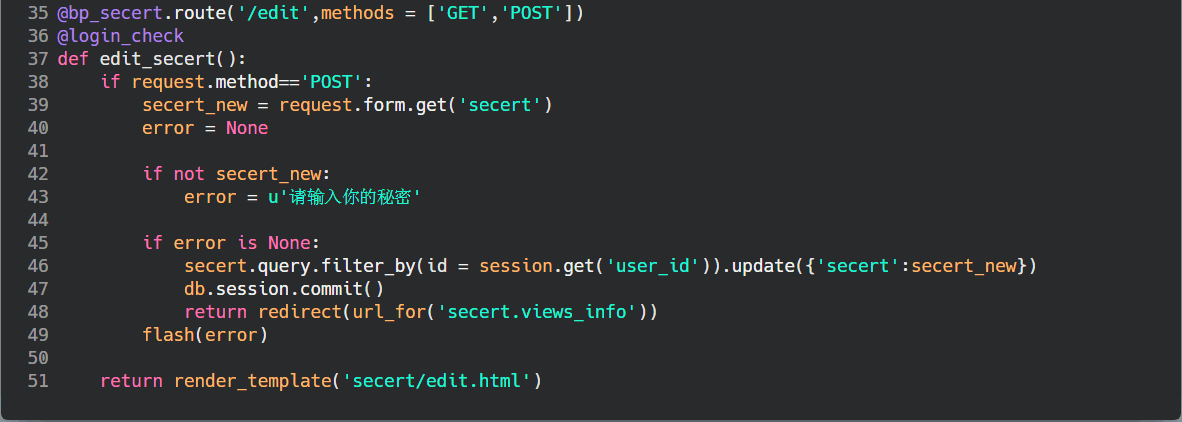 35 @bp_secert.route('/edit',methods = ['GET','POST'])
36 @login_check
37 def edit_secert():
38     if request.method=='POST':
39         secert_new = request.form.get('secert')
40         error = None
41
42         if not secert_new:
43             error = u'请输入你的秘密'
44
45         if error is None:
46             secert.query.filter_by(id = session.get('user_id')).update({'secert':secert_new})
47             db.session.commit()
48             return redirect(url_for('secert.views_info'))
49         flash(error)
50
51     return render_template('secert/edit.html')